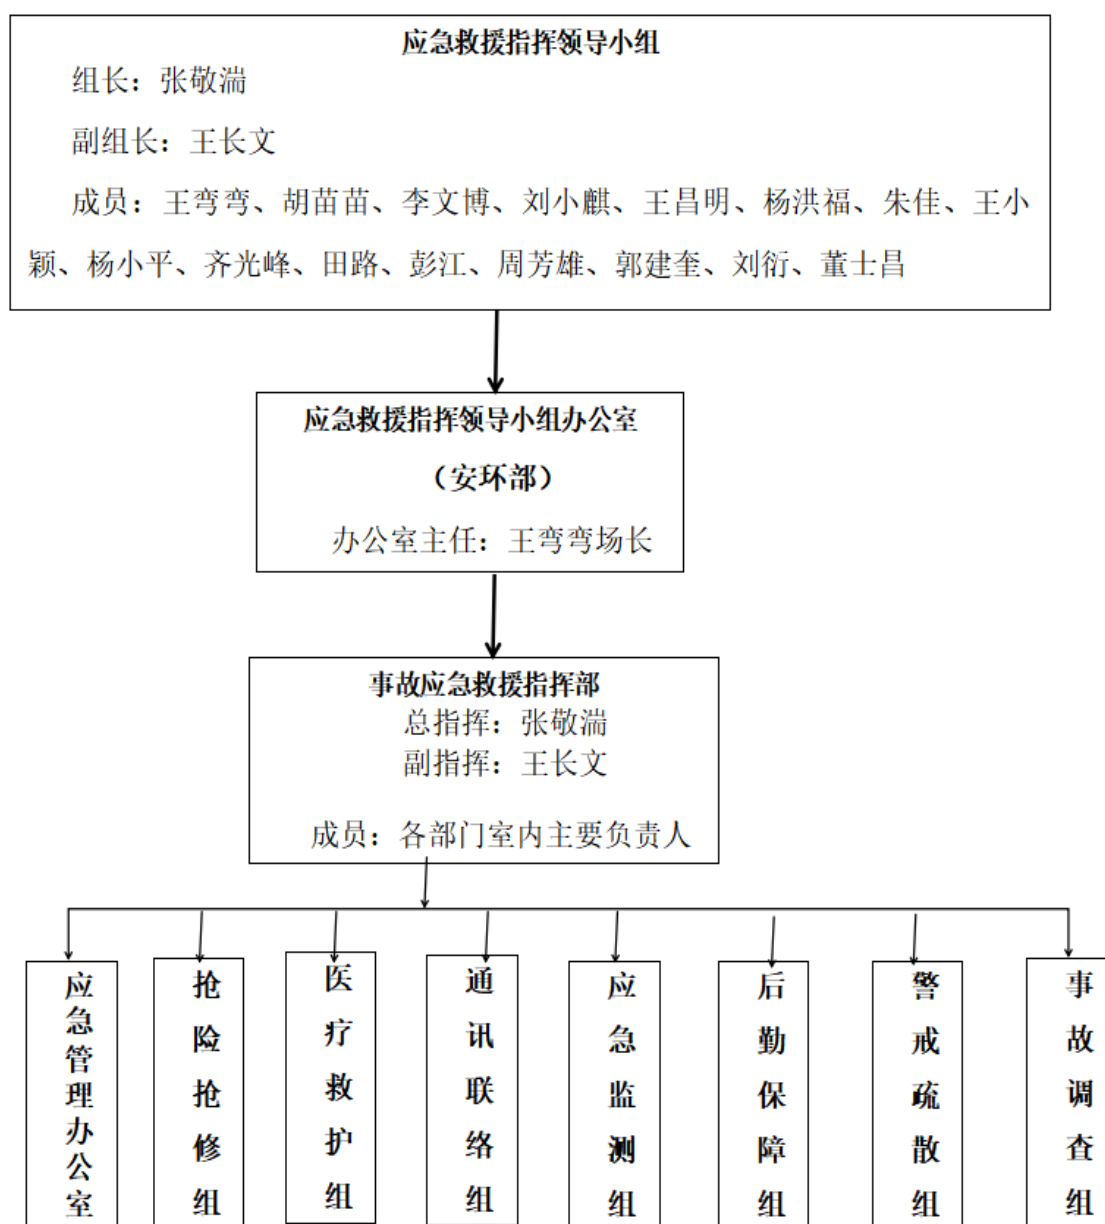 应急救援指挥领导小组
组长：张敬湍
副组长：王长文
成员：王弯弯、胡苗苗、李文博、刘小麒、王昌明、杨洪福、朱佳、王小
颖、杨小平、齐光峰、田路、彭江、周芳雄、郭建奎、刘衍、董士昌
应急救援指挥领导小组办公室
（安环部）
办公室主任：王弯弯场长
事故应急救援指挥部
总指挥：张敬湍
副指挥：王长文
成员：各部门室内主要负责人
应急管理办公室
抢险抢修组
医疗救护组
通讯联络组
应急监测组
后勤保障组
警戒疏散组
事故调查组